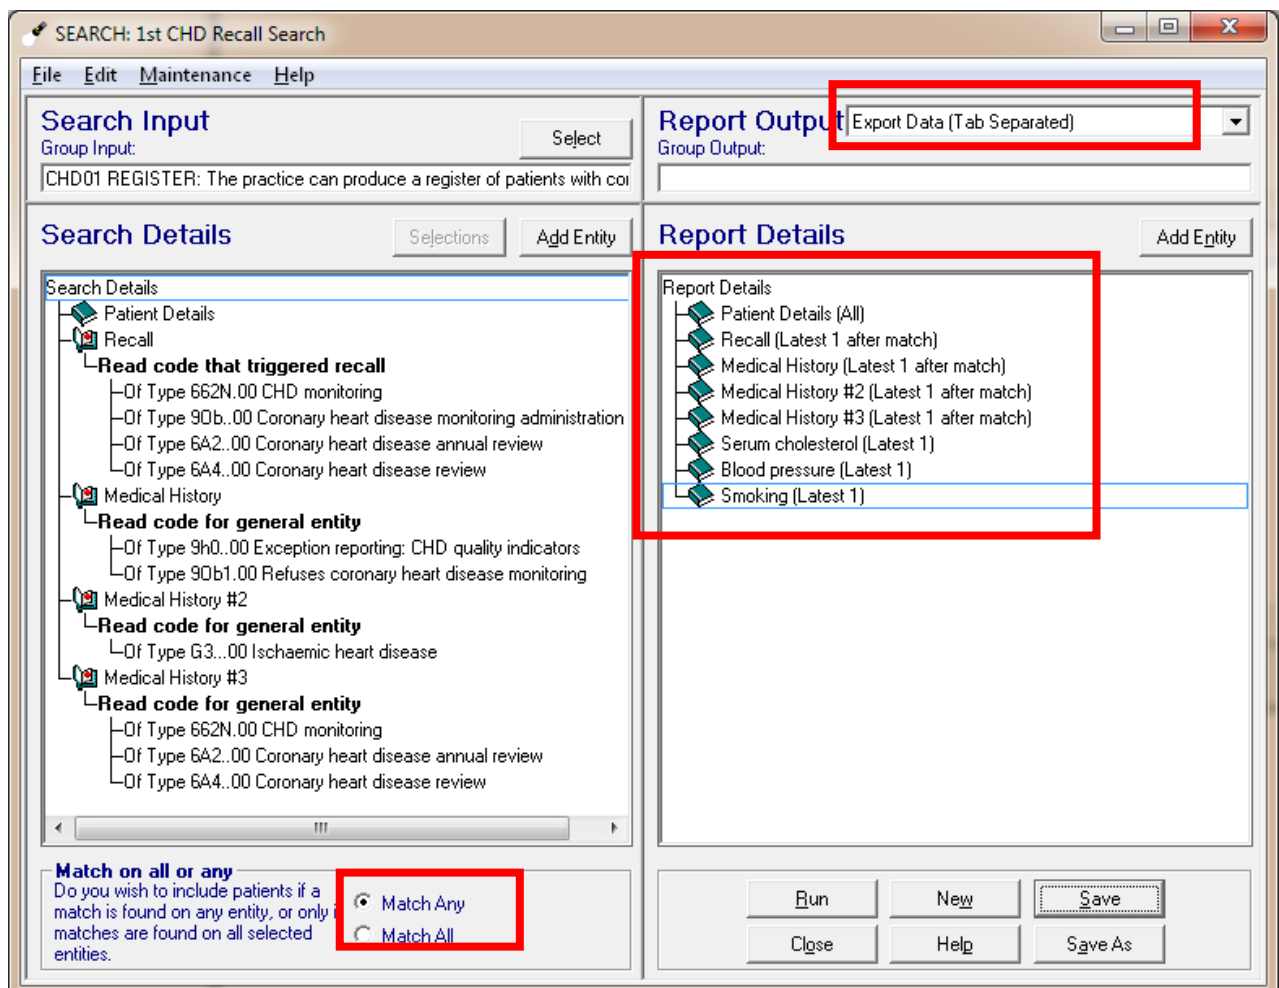 SEARCH: 1st CHD Recall Search
File Edit Maintenance Help
Search Input
Select
Group Input:
CHD01 REGISTER: The practice can produce a register of patients with
Report Output
Export Data (Tab Separated)
Group Output:
Search Details
Selections
Add Entity
Search Details
Patient Details
Recall
Read code that triggered recall
Of Type 662N.00 CHD monitoring
Of Type 9Ob..00 Coronary heart disease monitoring administration
Of Type 6A2..00 Coronary heart disease annual review
Of Type 6A4..00 Coronary heart disease review
Medical History
Read code for general entity
Of Type 9h0..00 Exception reporting: CHD quality indicators
Of Type 9Ob1.00 Refuses coronary heart disease monitoring
Medical History #2
Read code for general entity
Of Type G3...00 Ischaemic heart disease
Medical History #3
Read code for general entity
Of Type 662N.00 CHD monitoring
Of Type 6A2..00 Coronary heart disease annual review
Of Type 6A4..00 Coronary heart disease review
Report Details
Add Entity
Report Details
Patient Details (All)
Recall (Latest 1 after match)
Medical History (Latest 1 after match)
Medical History #2 (Latest 1 after match)
Medical History #3 (Latest 1 after match)
Serum cholesterol (Latest 1)
Blood pressure (Latest 1)
Smoking (Latest 1)
Match on all or any
Do you wish to include patients if a
match is found on any entity, or only
matches are found on all selected
entities.
Match Any
Match All
Run
New
Save
Close
Help
Save As